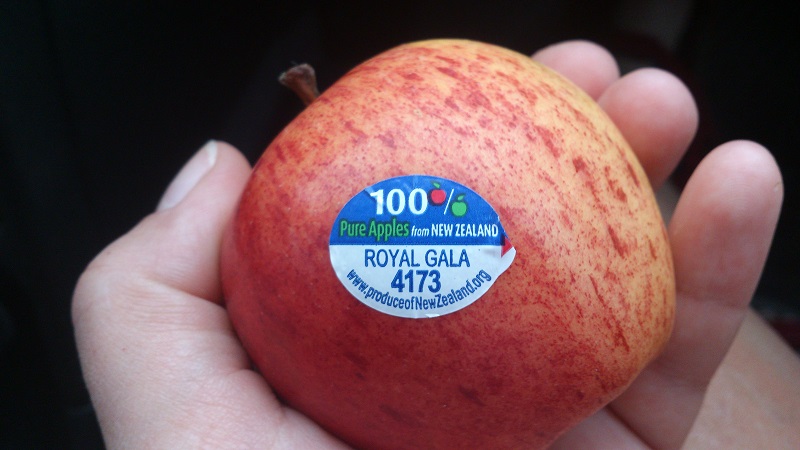 100%
Pure Apples from NEW ZEALAND
ROYAL GALA
4173
www.produceofNewZealand.org